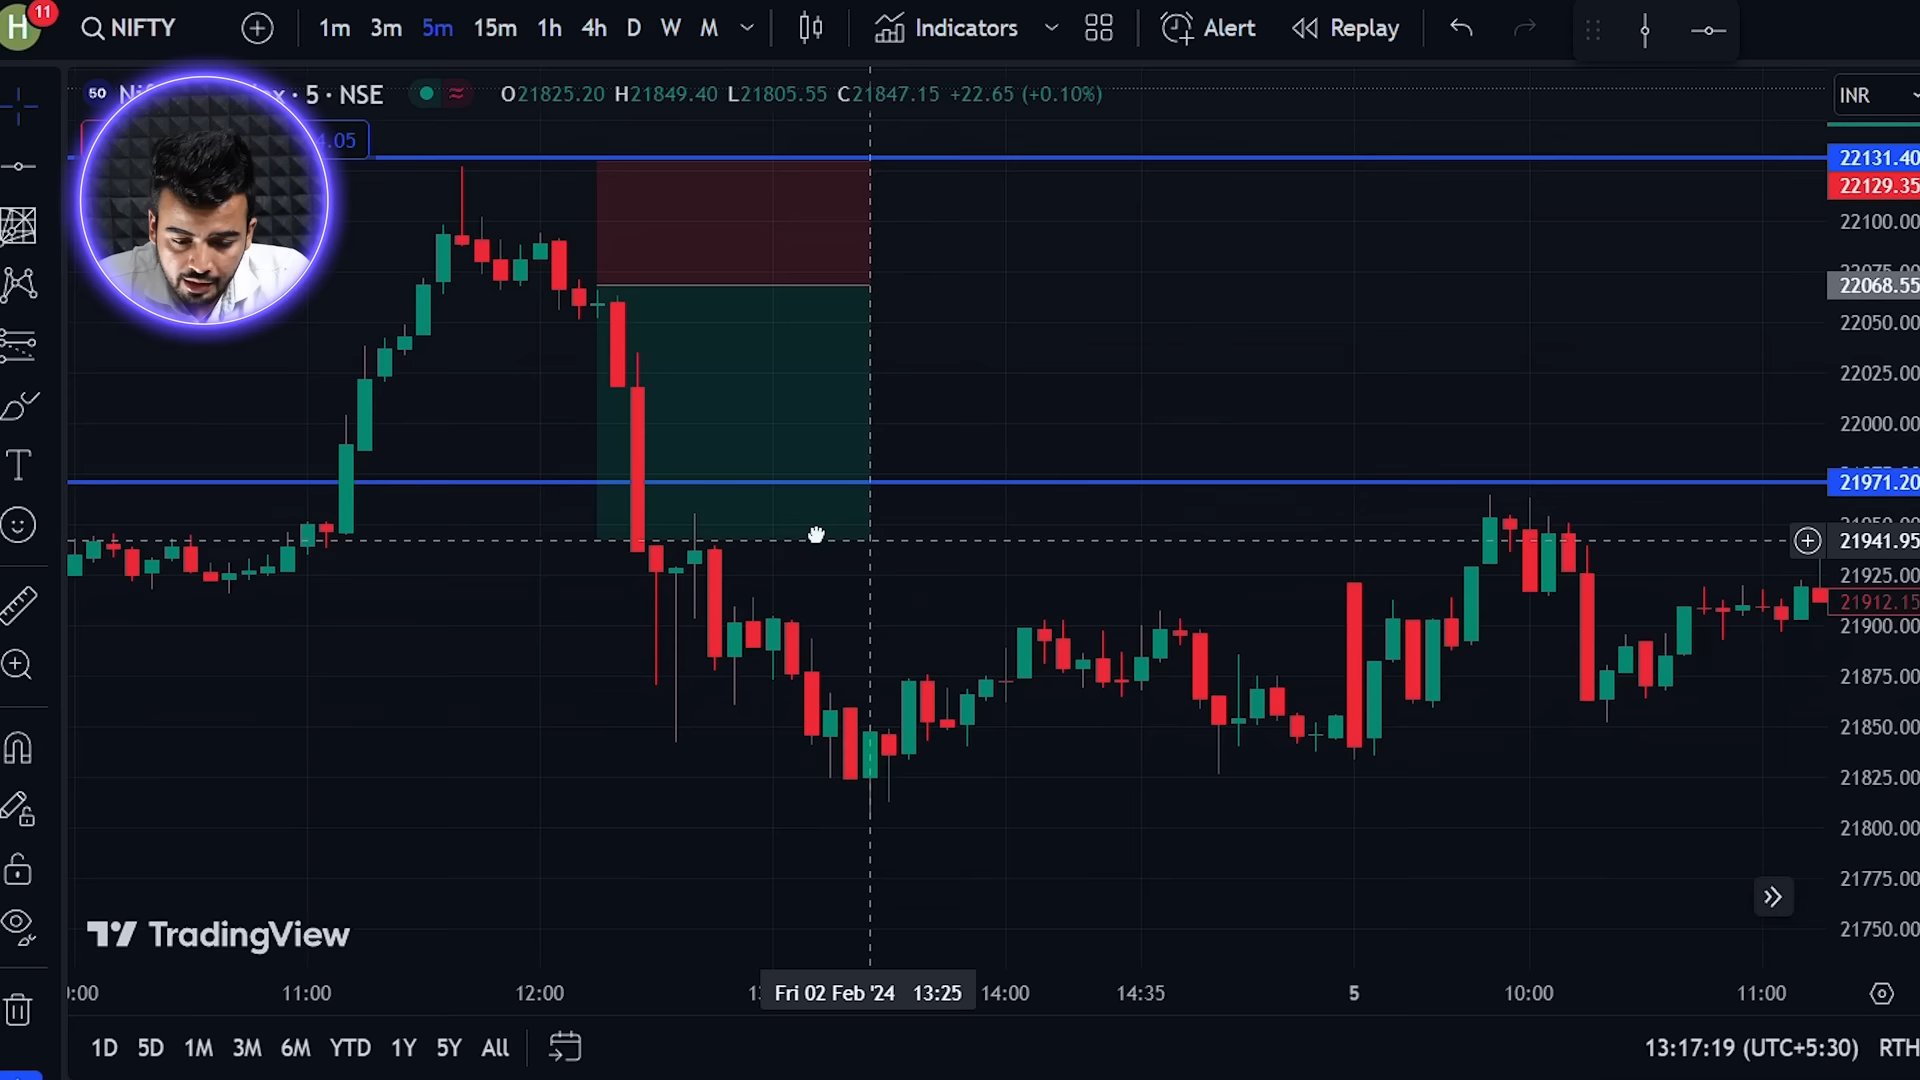 H
11
NIFTY
1m 3m 5m 15m 1h 4h D W M
Indicators
Alert
Replay
50
· 5 · NSE
O21825.20 H21849.40 L21805.55 C21847.15 +22.65 (+0.10%)
INR
22131.40
22129.35
22100.00
22068.55
22050.00
22025.00
22000.00
21971.20
21941.95
21925.00
21912.15
21900.00
21875.00
21850.00
21825.00
21800.00
21775.00
21750.00
TradingView
11:00 12:00 Fri 02 Feb '24 13:25 14:00 14:35 5 10:00 11:00
1D 5D 1M 3M 6M YTD 1Y 5Y All
13:17:19 (UTC+5:30) RTH